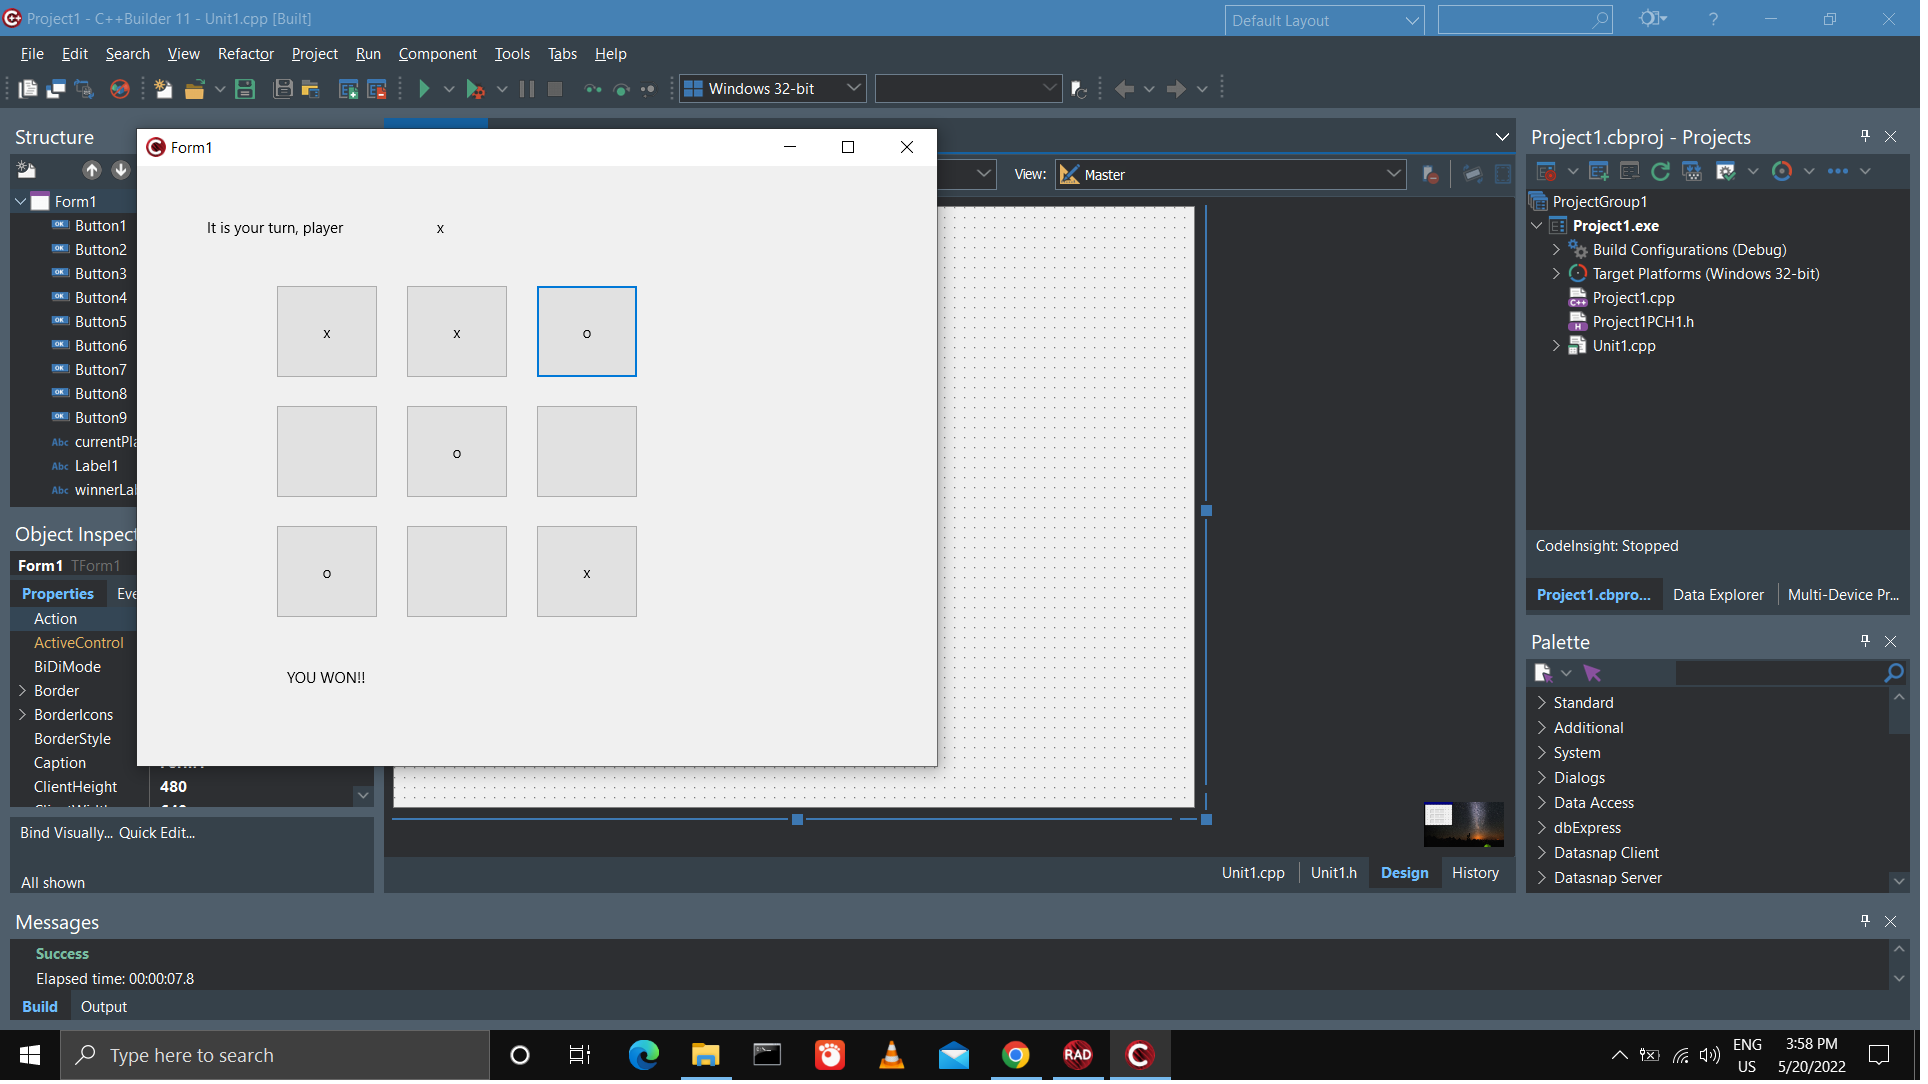 Project1 - C++Builder 11 - Unit1.cpp [Built]
Default Layout
?
File Edit Search View Refactor Project Run Component Tools Tabs Help
Windows 32-bit
Structure
Form1
Button1
Button2
Button3
Button4
Button5
Button6
Button7
Button8
Button9
Abc currentPla
Abc Label1
Abc winnerLab
Form1
It is your turn, player x
x x o
o
o x
YOU WON!!
View: Master
Object Inspect
Form1 TForm1
Properties Eve
Action
ActiveControl
BiDiMode
Border
BorderIcons
BorderStyle
Caption
ClientHeight 480
Bind Visually... Quick Edit...
All shown
Unit1.cpp Unit1.h Design History
Project1.cbproj - Projects
ProjectGroup1
Project1.exe
Build Configurations (Debug)
Target Platforms (Windows 32-bit)
Project1.cpp
Project1PCH1.h
Unit1.cpp
CodeInsight: Stopped
Project1.cbpro... Data Explorer Multi-Device Pr...
Palette
Standard
Additional
System
Dialogs
Data Access
dbExpress
Datasnap Client
Datasnap Server
Messages
Success
Elapsed time: 00:00:07.8
Build Output
Type here to search
RAD
ENG
US
3:58 PM
5/20/2022